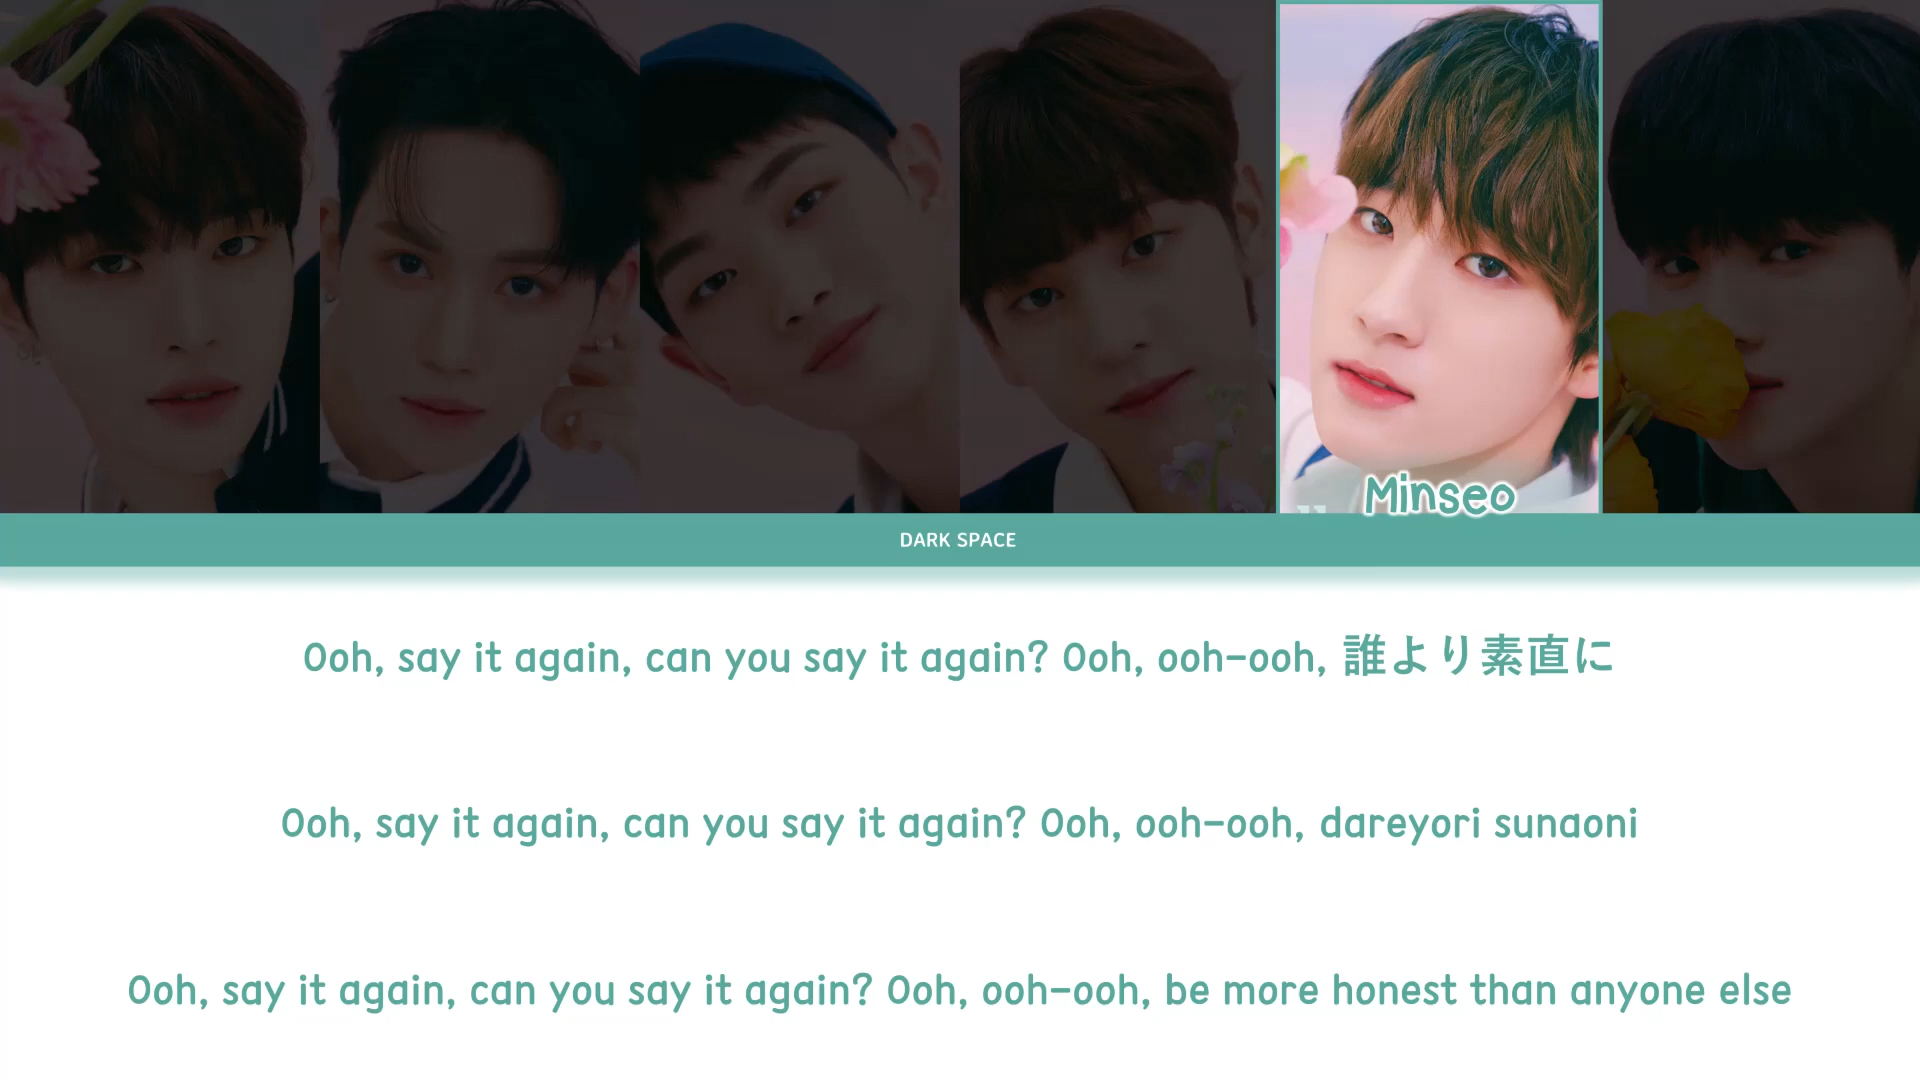 Minseo
DARK SPACE
Ooh, say it again, can you say it again? Ooh, ooh-ooh, 誰より素直に
Ooh, say it again, can you say it again? Ooh, ooh-ooh, dareyori sunaoni
Ooh, say it again, can you say it again? Ooh, ooh-ooh, be more honest than anyone else